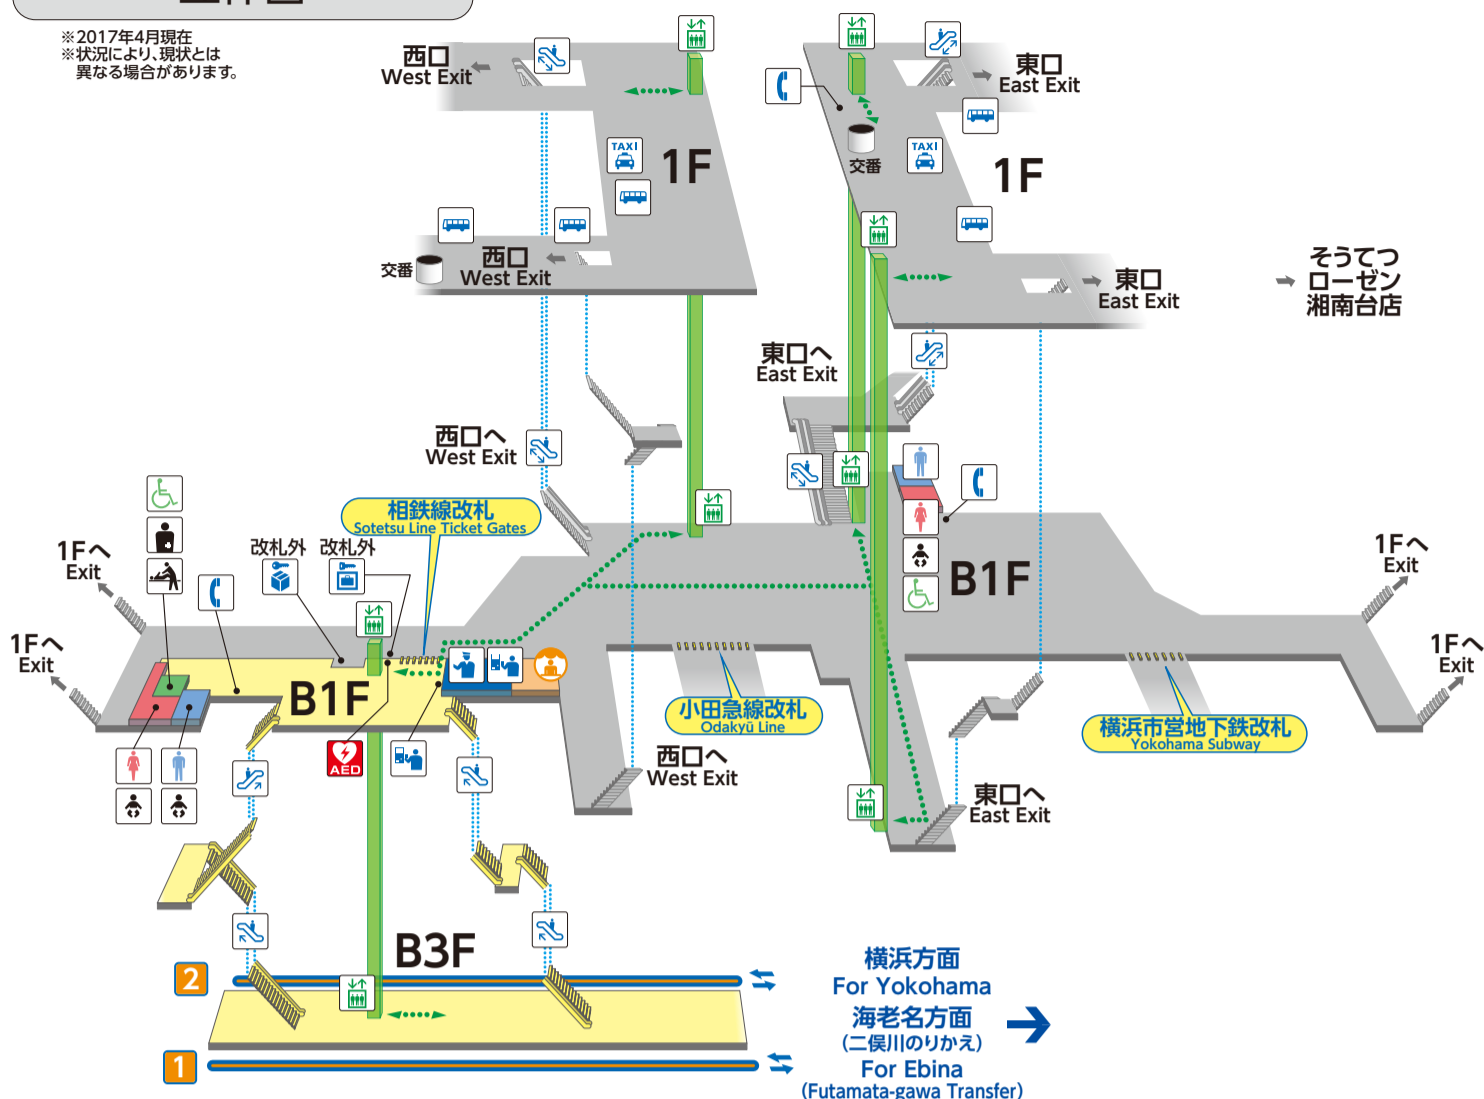 ※2017年4月現在
※状況により、現状とは
異なる場合があります。
西口
West Exit
東口
East Exit
TAXI
1F
交番
TAXI
1F
交番
西口
West Exit
東口
East Exit
そうてつ
ローゼン
湘南台店
東口へ
East Exit
西口へ
West Exit
相鉄線改札
Sotetsu Line Ticket Gates
改札外
改札外
1Fへ
Exit
1Fへ
Exit
B1F
1Fへ
Exit
1Fへ
Exit
B1F
AED
小田急線改札
Odakyū Line
横浜市営地下鉄改札
Yokohama Subway
西口へ
West Exit
東口へ
East Exit
B3F
2
横浜方面
For Yokohama
海老名方面
(二俣川のりかえ)
1
For Ebina
(Futamata-gawa Transfer)